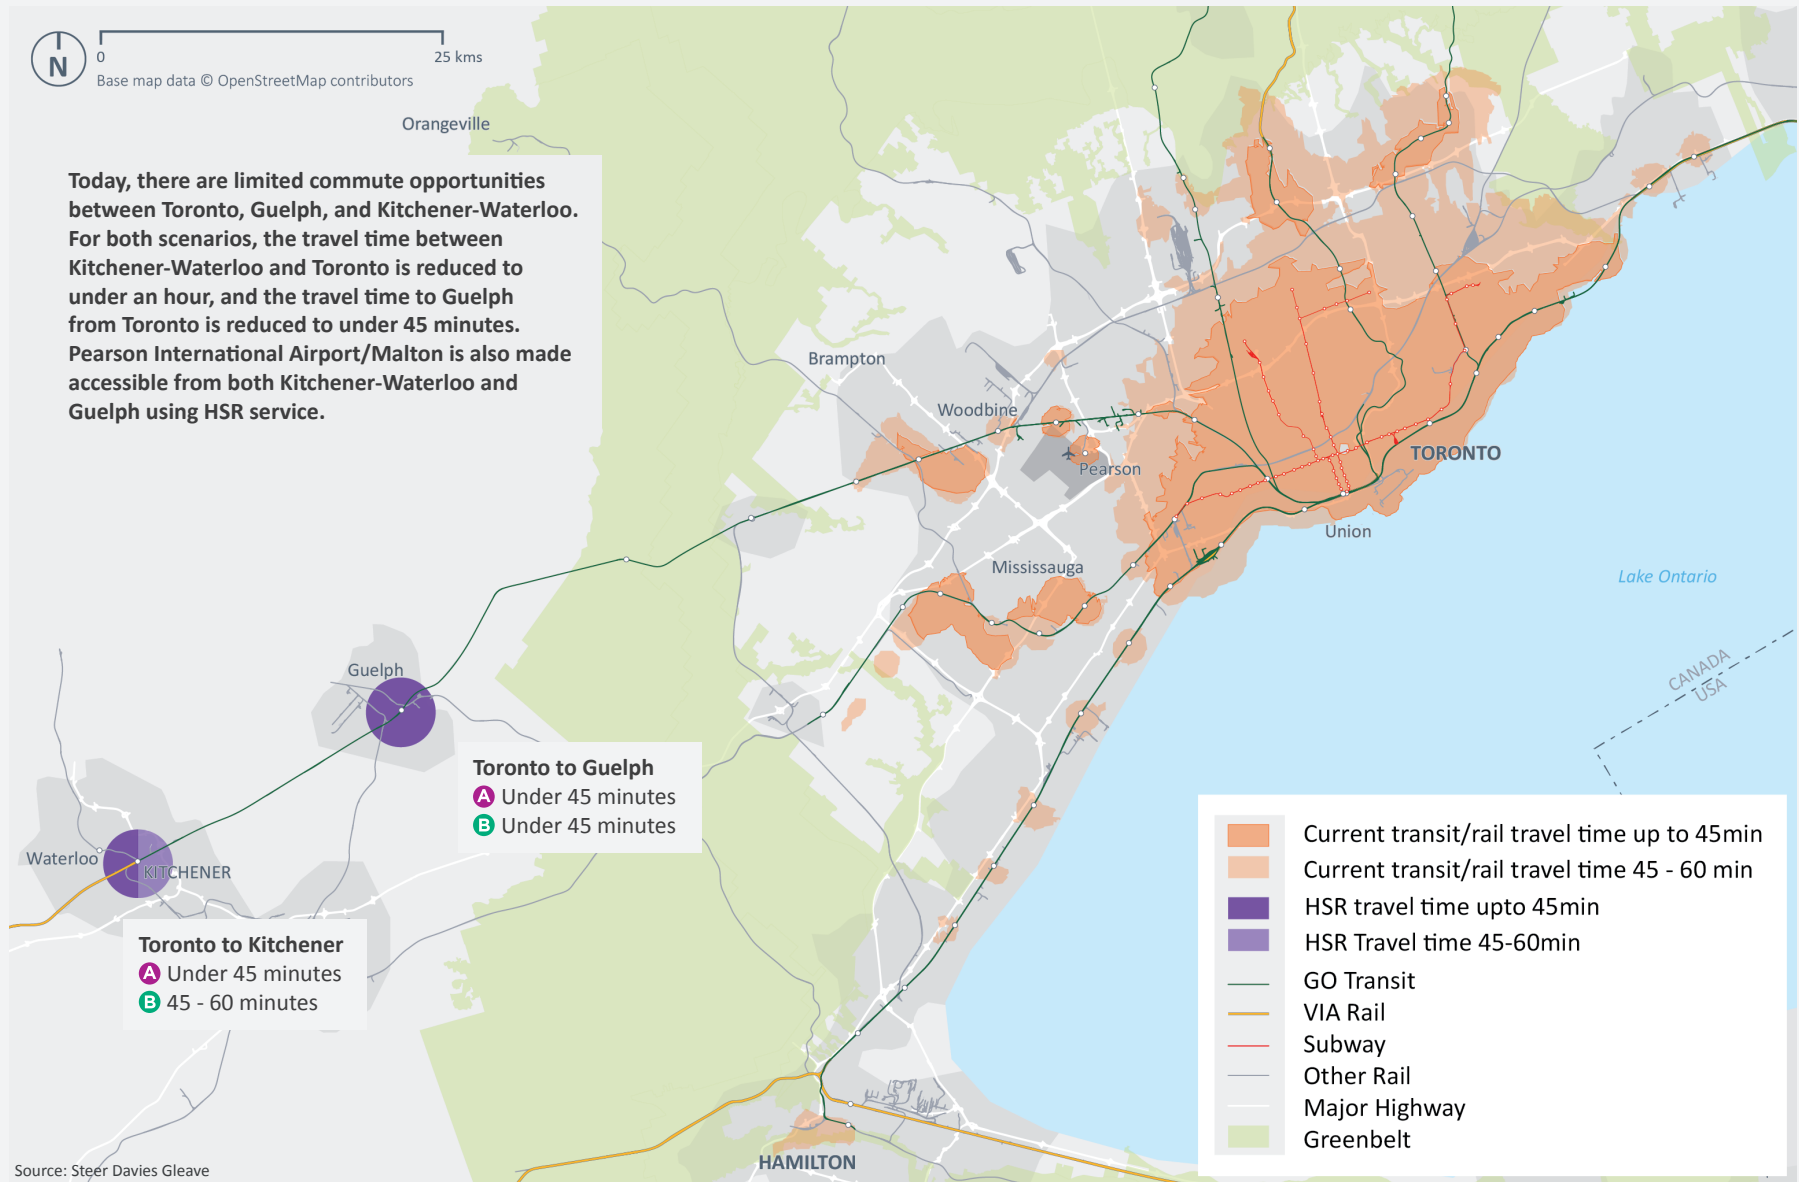 N
0
25 kms
Base map data © OpenStreetMap contributors
Orangeville
Today, there are limited commute opportunities
between Toronto, Guelph, and Kitchener-Waterloo.
For both scenarios, the travel time between
Kitchener-Waterloo and Toronto is reduced to
under an hour, and the travel time to Guelph
from Toronto is reduced to under 45 minutes.
Pearson International Airport/Malton is also made
accessible from both Kitchener-Waterloo and
Guelph using HSR service.
Brampton
Woodbine
Pearson
TORONTO
Union
Mississauga
Lake Ontario
CANADA
USA
Guelph
Toronto to Guelph
A Under 45 minutes
B Under 45 minutes
Waterloo
KITCHENER
Toronto to Kitchener
A Under 45 minutes
B 45 - 60 minutes
Current transit/rail travel time up to 45min
Current transit/rail travel time 45 - 60 min
HSR travel time upto 45min
HSR Travel time 45-60min
GO Transit
VIA Rail
Subway
Other Rail
Major Highway
Greenbelt
HAMILTON
Source: Steer Davies Gleave